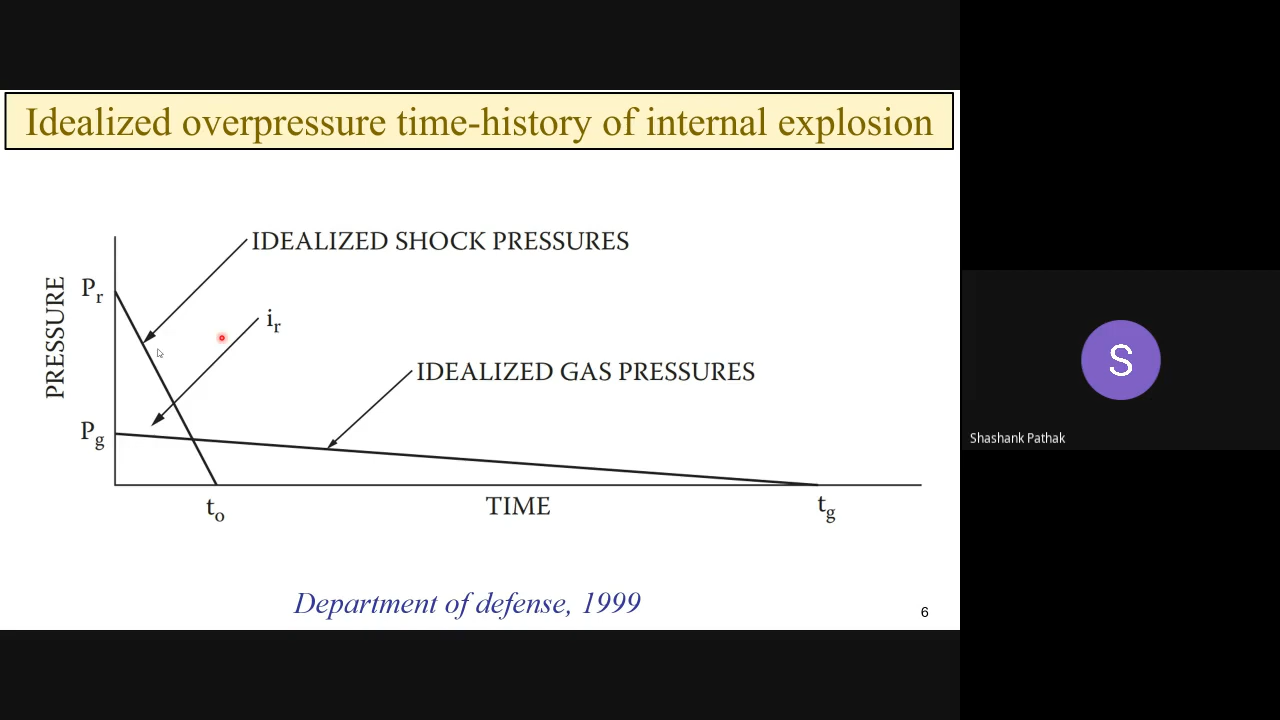 Idealized overpressure time-history of internal explosion
IDEALIZED SHOCK PRESSURES
PRESSURE
Pr
ir
IDEALIZED GAS PRESSURES
Pg
to
TIME
tg
Department of defense, 1999
6
S
Shashank Pathak